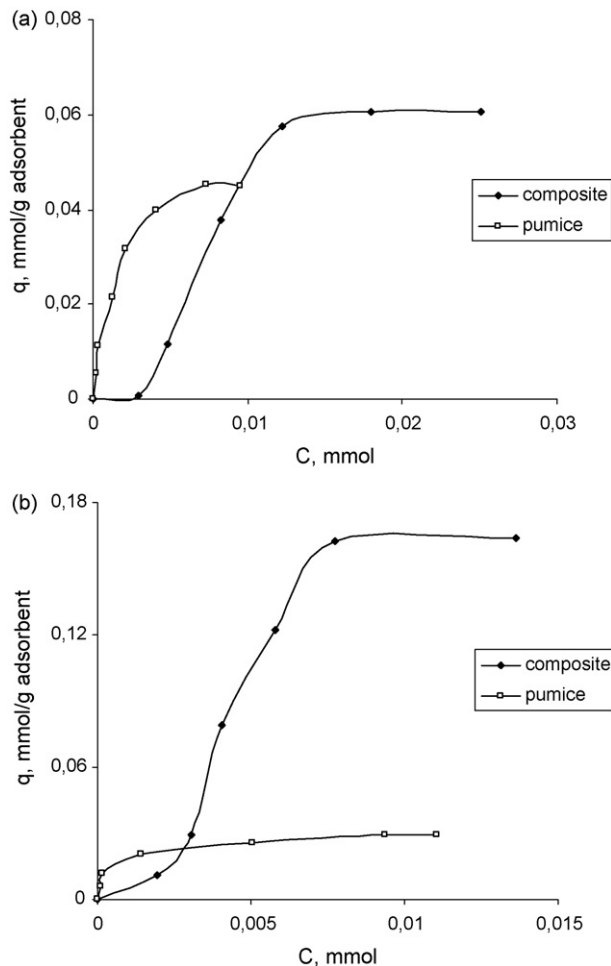 (a)
0,08
0,06
0,04
0,02
0
q, mmol/g adsorbent
composite
pumice
0
0,01
0,02
0,03
C, mmol
(b)
0,18
0,12
0,06
0
q, mmol/g adsorbent
composite
pumice
0
0,005
0,01
0,015
C, mmol